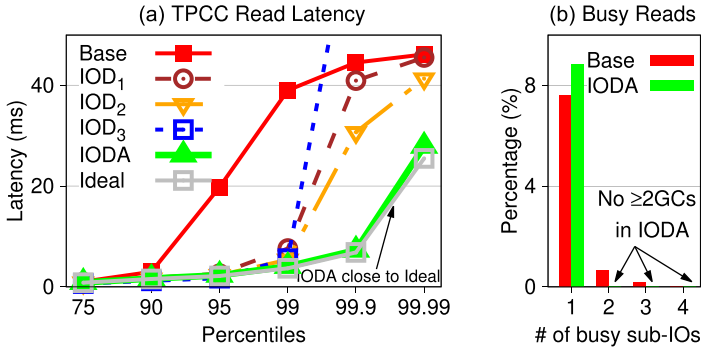 (a) TPCC Read Latency
Latency (ms)
40
20
0
Base
IOD1
IOD2
IOD3
IODA
Ideal
IODA close to Ideal
75 90 95 99 99.9 99.99
Percentiles
(b) Busy Reads
Percentage (%)
8
4
0
Base
IODA
No ≥2GCs
in IODA
1 2 3 4
# of busy sub-IOs